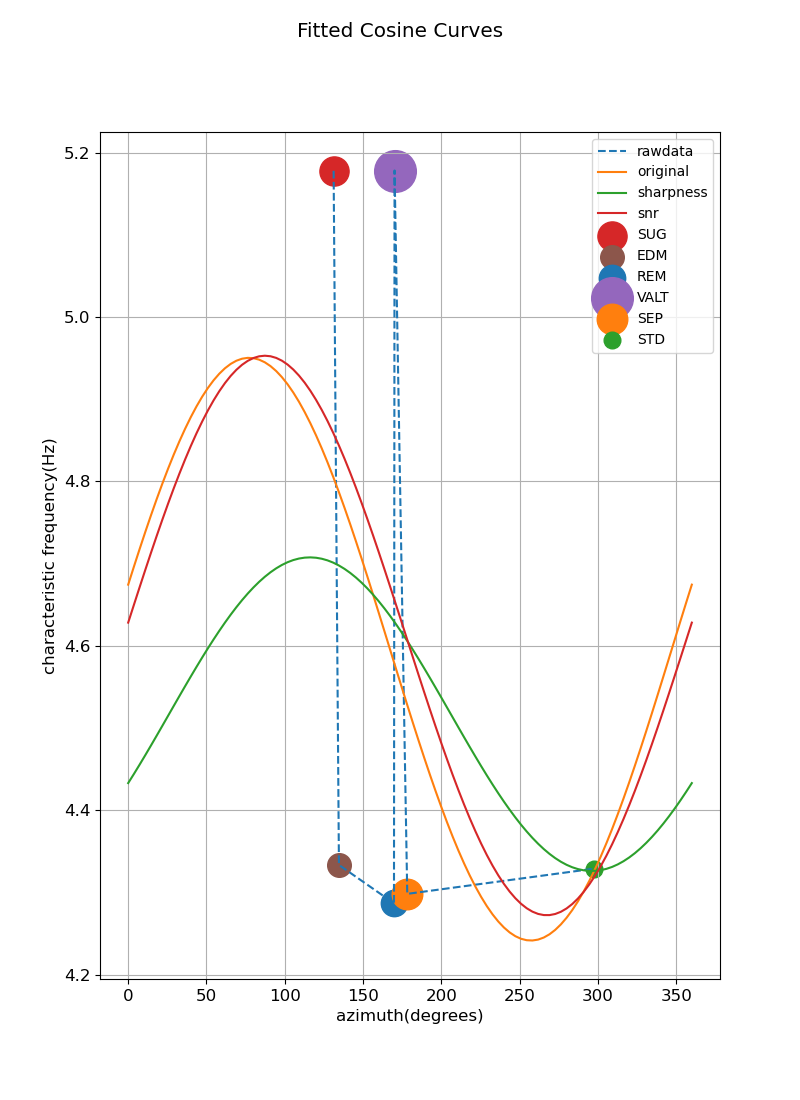 Fitted Cosine Curves
5.2
5.0
4.8
4.6
4.4
4.2
characteristic frequency(Hz)
0 50 100 150 200 250 300 350
azimuth(degrees)
rawdata
original
sharpness
snr
SUG
EDM
REM
VALT
SEP
STD